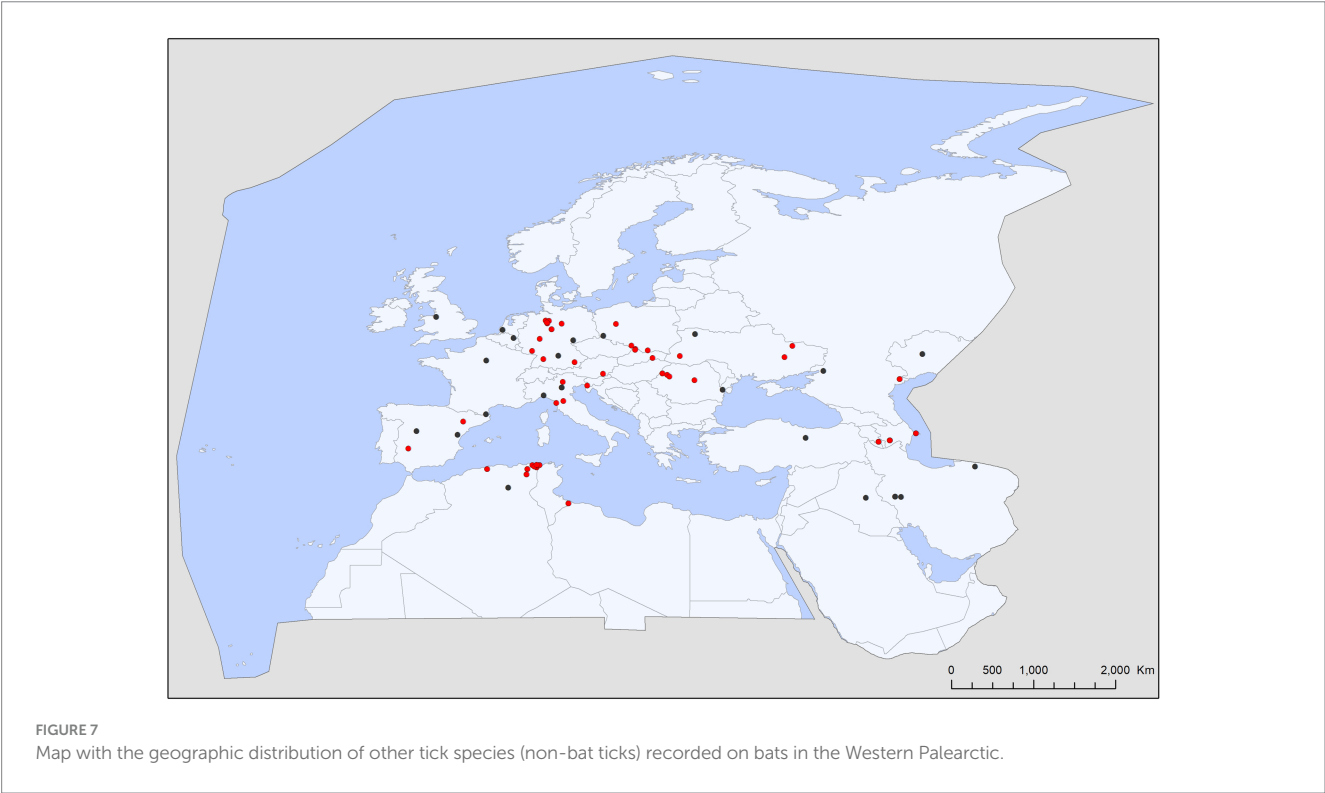 0 500 1,000 2,000 Km
FIGURE 7
Map with the geographic distribution of other tick species (non-bat ticks) recorded on bats in the Western Palearctic.